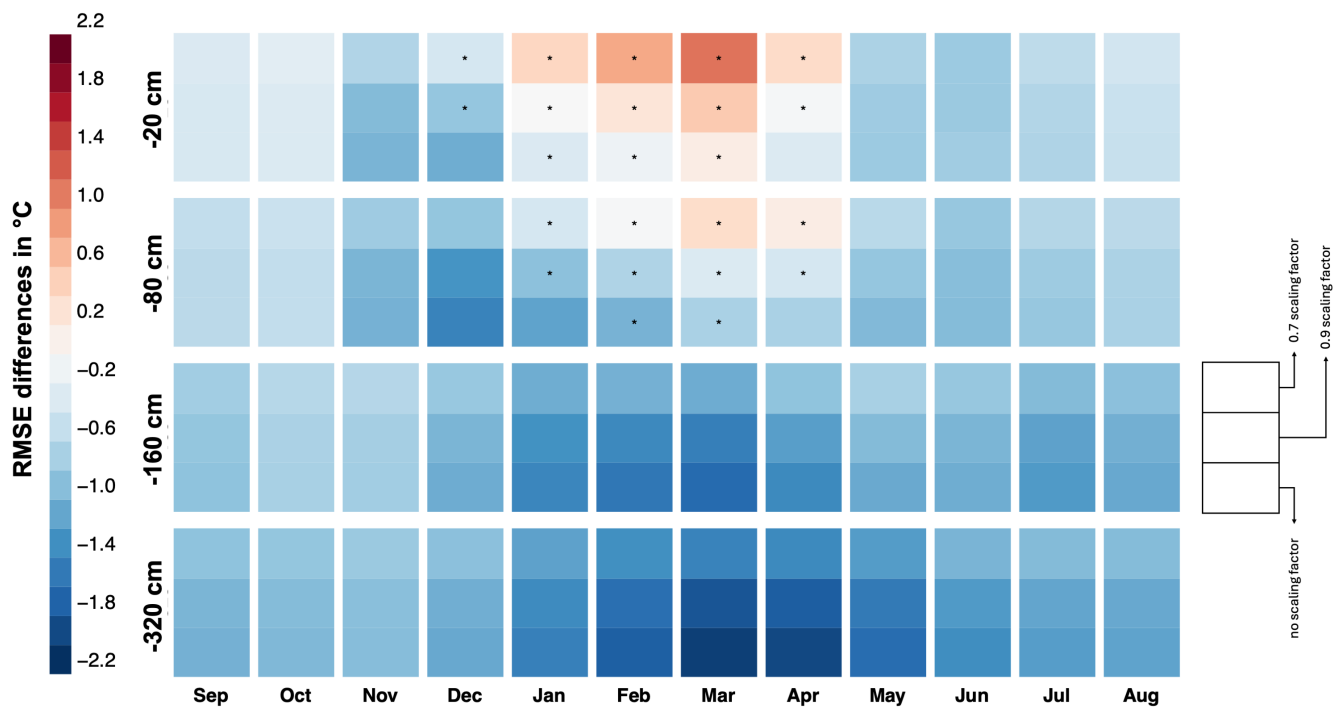 RMSE differences in °C
2.2
1.8
1.4
1.0
0.6
0.2
−0.2
−0.6
−1.0
−1.4
−1.8
−2.2
-20 cm
* * * * *
* * * * *
* * *
-80 cm
* * * *
* * * *
* *
-160 cm
-320 cm
Sep Oct Nov Dec Jan Feb Mar Apr May Jun Jul Aug
0.7 scaling factor
0.9 scaling factor
no scaling factor